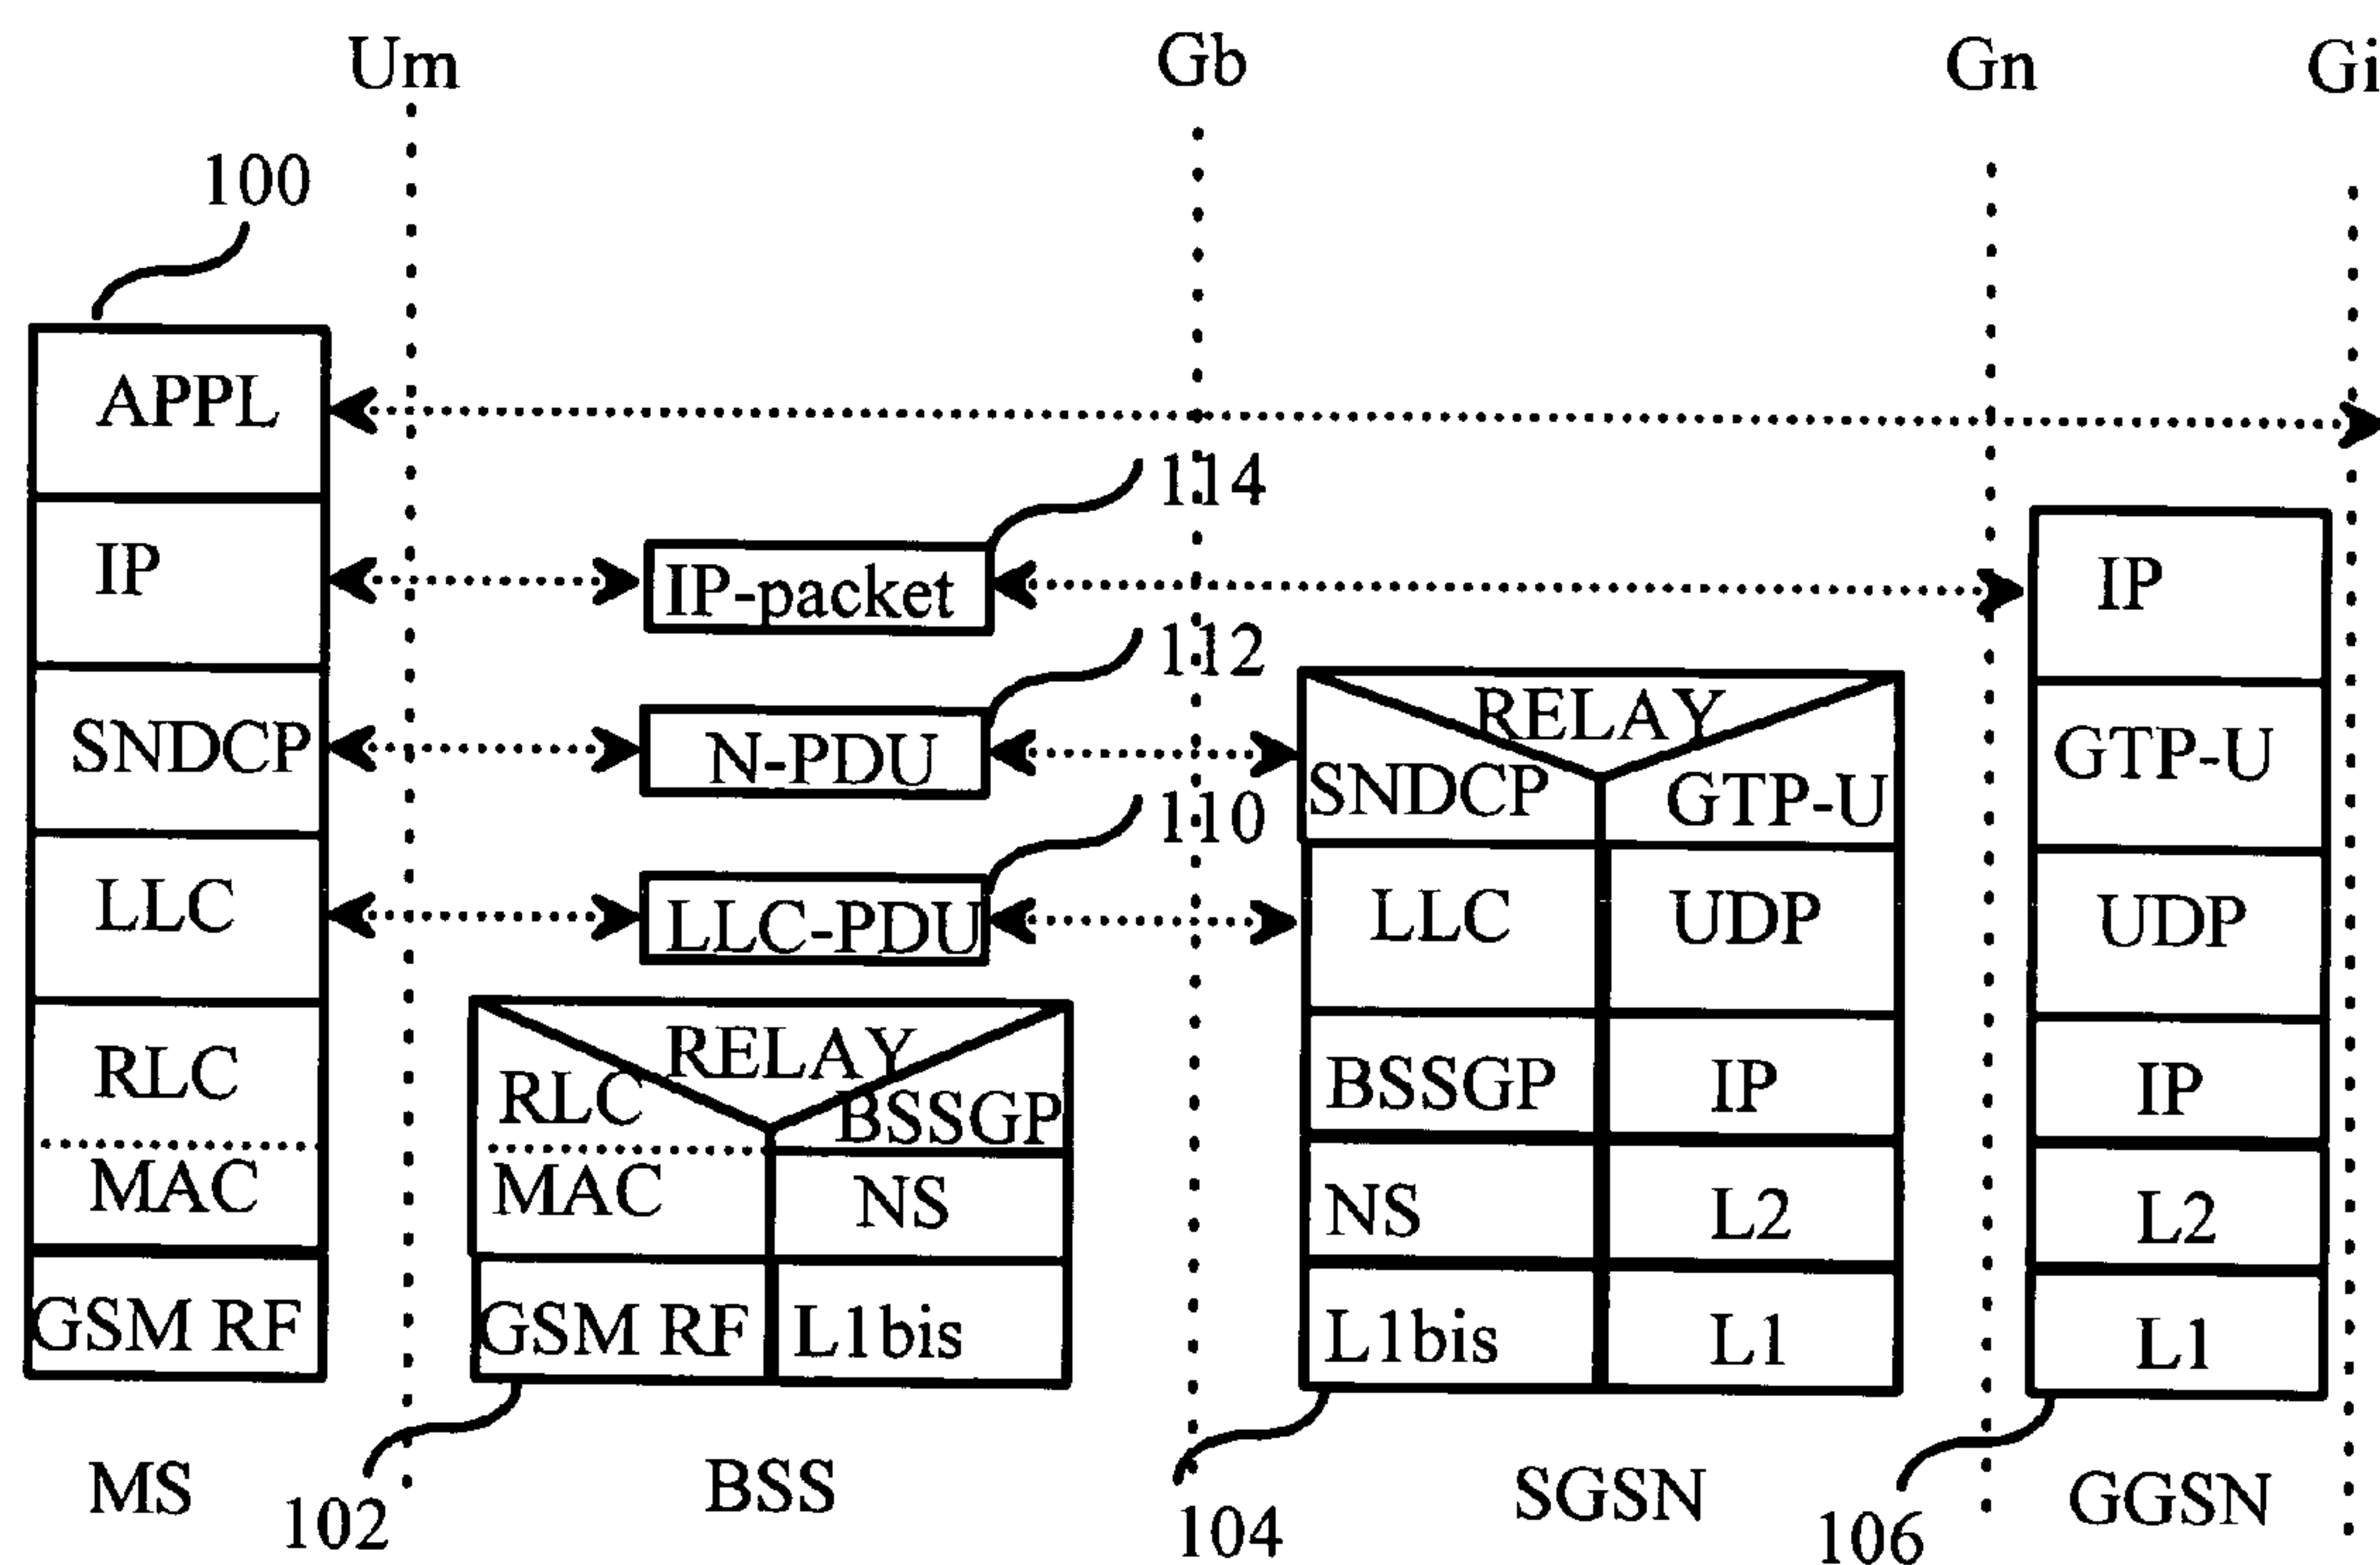 Um
Gb
Gn
Gi
100
APPL
114
IP
IP-packet
IP
112
SNDCP
N-PDU
RELAY
SNDCP
GTP-U
GTP-U
110
LLC
LLC-PDU
LLC
UDP
UDP
RLC
MAC
RELAY
RLC
BSSGP
MAC
NS
BSSGP
IP
IP
NS
L2
L2
GSM RF
GSM RF
L1bis
L1bis
L1
L1
MS
102
BSS
104
SGSN
106
GGSN